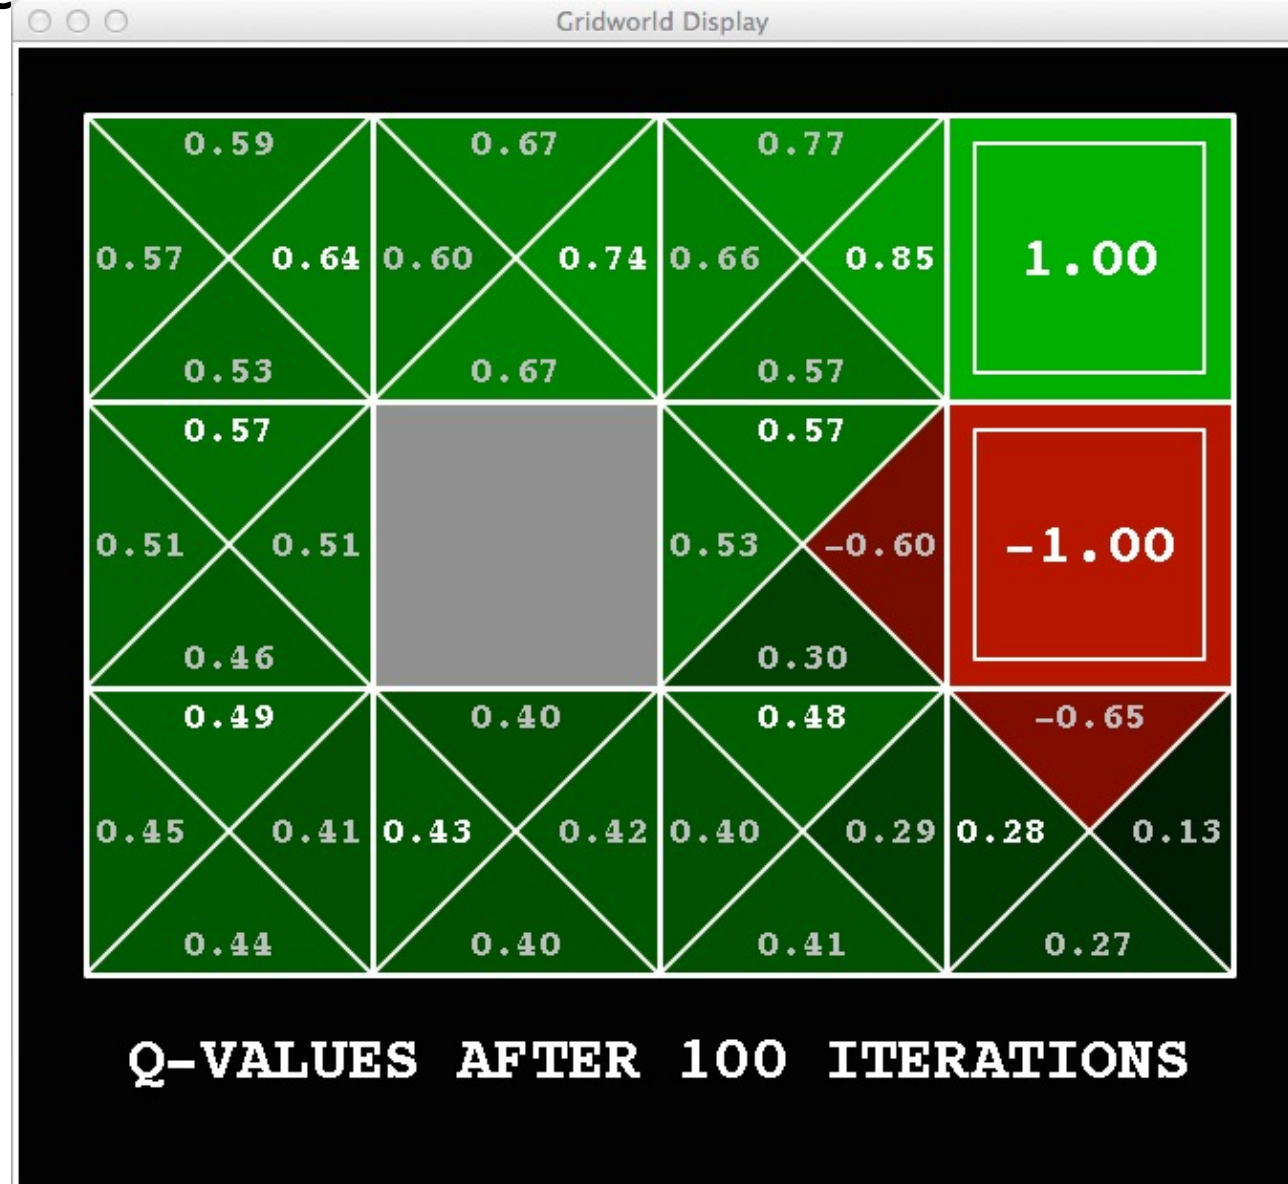 Gridworld Display
0.59 0.67 0.77
0.57 0.64 0.60 0.74 0.66 0.85 1.00
0.53 0.67 0.57
0.57 0.57
0.51 0.51 0.53 -0.60 -1.00
0.46 0.30
0.49 0.40 0.48 -0.65
0.45 0.41 0.43 0.42 0.40 0.29 0.28 0.13
0.44 0.40 0.41 0.27
Q-VALUES AFTER 100 ITERATIONS